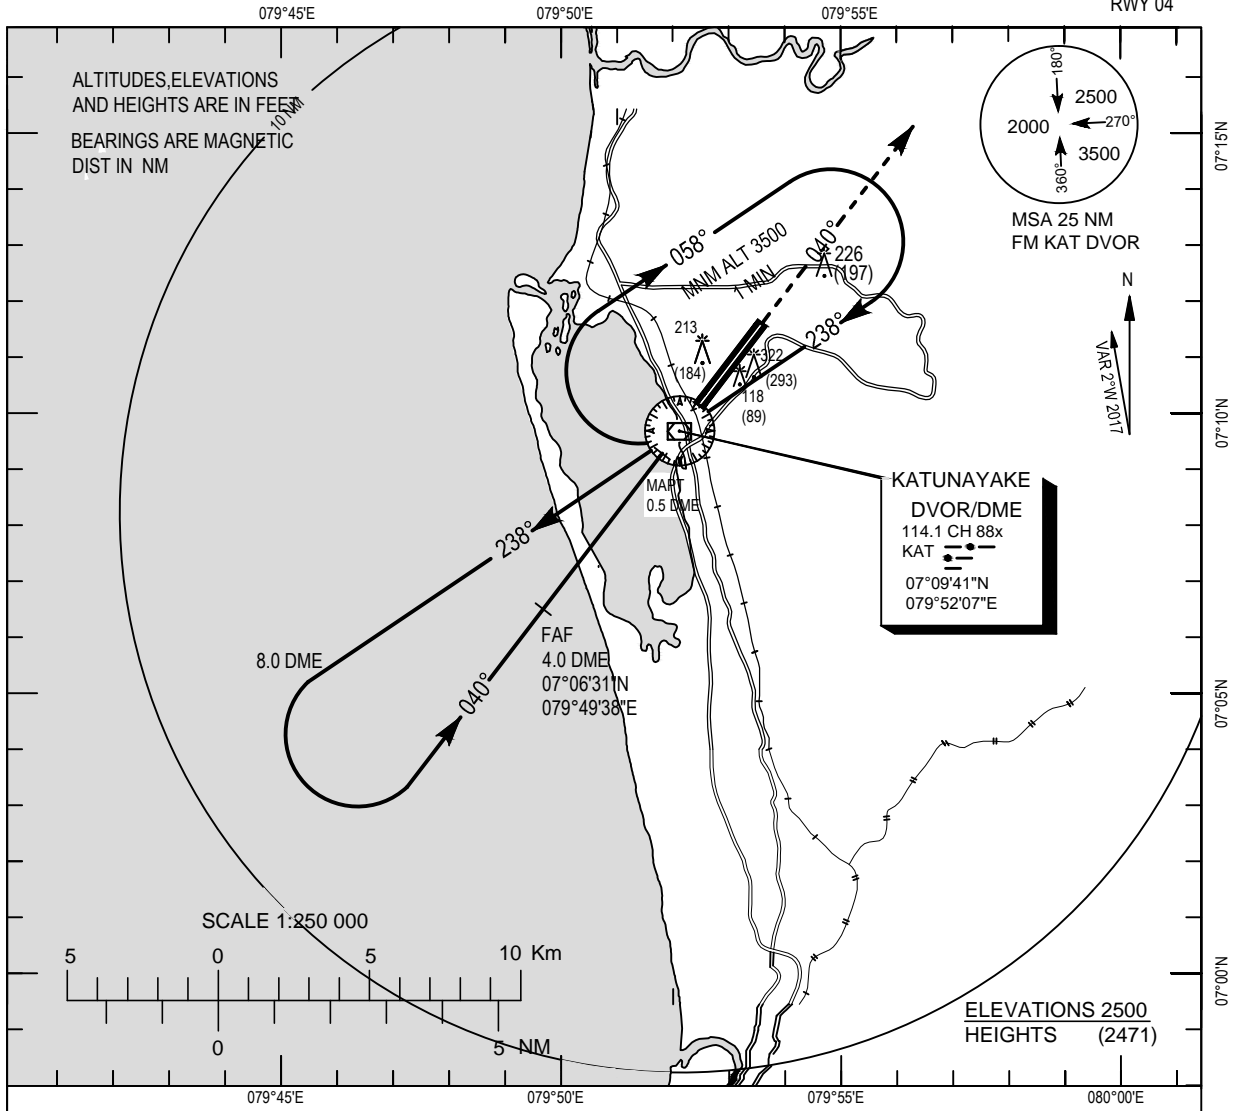 RWY 04
079°45'E
079°50'E
079°55'E
ALTITUDES,ELEVATIONS
AND HEIGHTS ARE IN FEET
BEARINGS ARE MAGNETIC
DIST IN NM
10 NM
180°
2500
2000
270°
3500
360°
MSA 25 NM
FM KAT DVOR
07°15'N
058°
MNM ALT 3500
1 MIN
040°
226
(197)
238°
213
(184)
322
(293)
118
(89)
N
VAR 2°W 2017
07°10'N
MAPT
0.5 DME
KATUNAYAKE
DVOR/DME
114.1 CH 88x
KAT
07°09'41"N
079°52'07"E
238°
8.0 DME
040°
FAF
4.0 DME
07°06'31"N
079°49'38"E
07°05'N
SCALE 1:250 000
5 0 5 10 Km
0 5 NM
07°00'N
ELEVATIONS 2500
HEIGHTS (2471)
079°45'E
079°50'E
079°55'E
080°00'E